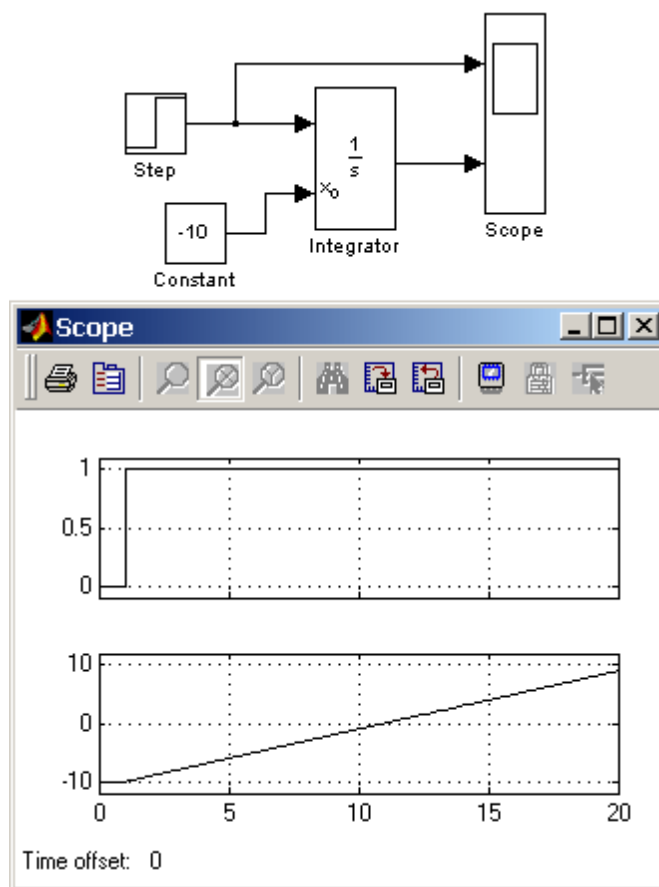 Step
1
s
x0
-10
Integrator
Scope
Constant
Scope
1
0.5
0
10
0
-10
0 5 10 15 20
Time offset: 0